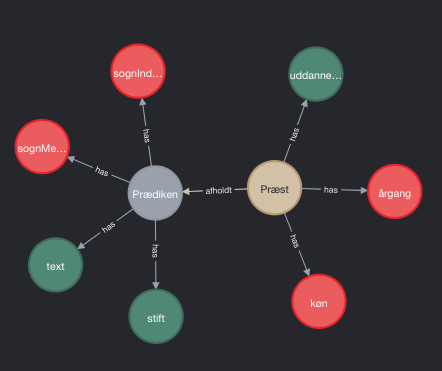 sognInd...
uddanne...
has
has
sognMe...
has
Prædiken
afholdt
Præst
has
årgang
has
has
has
text
stift
køn